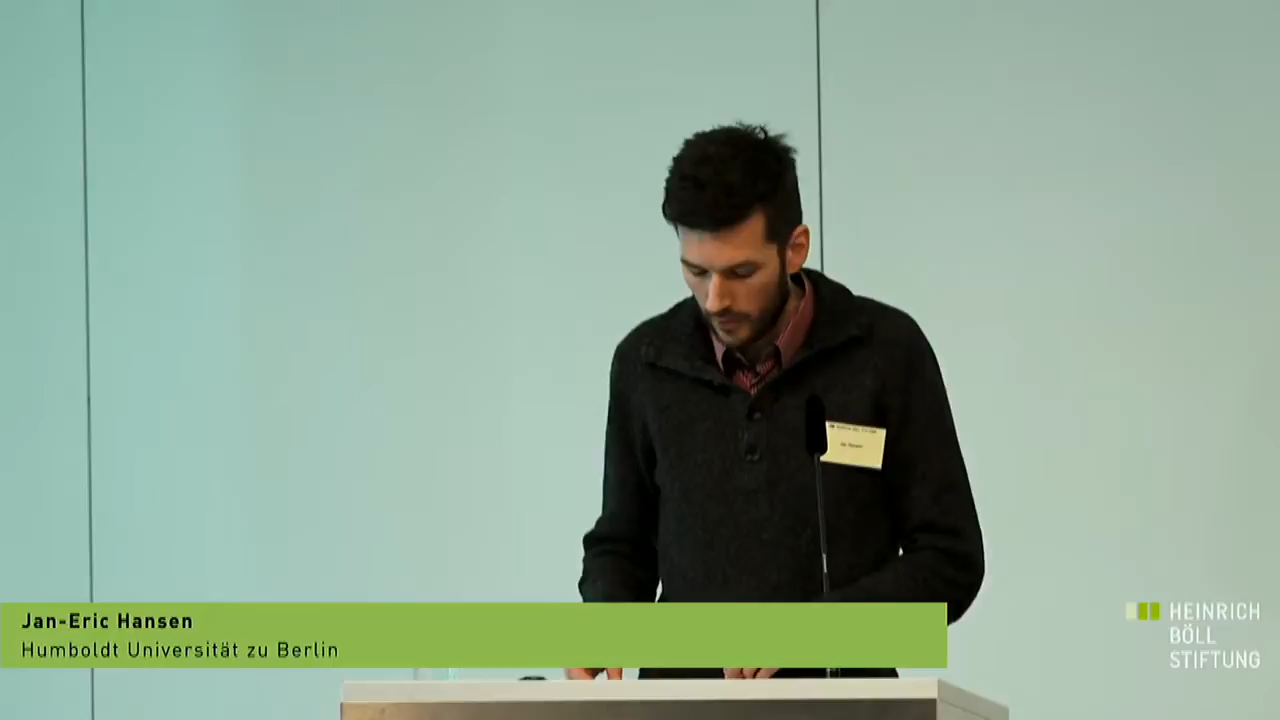 Jan-Eric Hansen
Humboldt Universität zu Berlin
HEINRICH
BÖLL
STIFTUNG